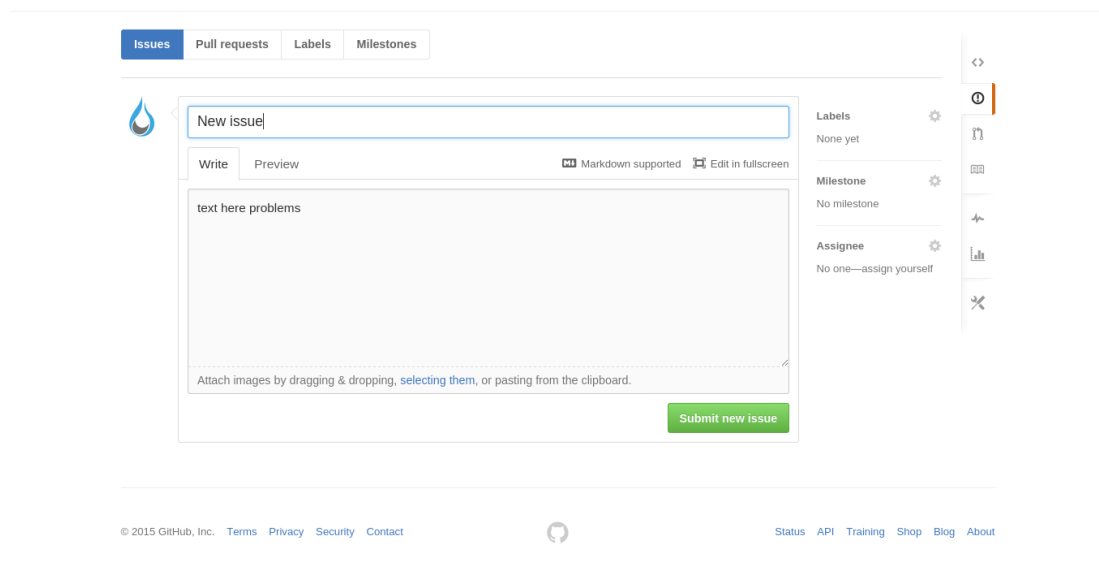 Issues Pull requests Labels Milestones
New issue
Labels
None yet
Write Preview Markdown supported Edit in fullscreen
Milestone
No milestone
text here problems
Assignee
No one—assign yourself
Attach images by dragging & dropping, selecting them, or pasting from the clipboard.
Submit new issue
© 2015 GitHub, Inc. Terms Privacy Security Contact Status API Training Shop Blog About